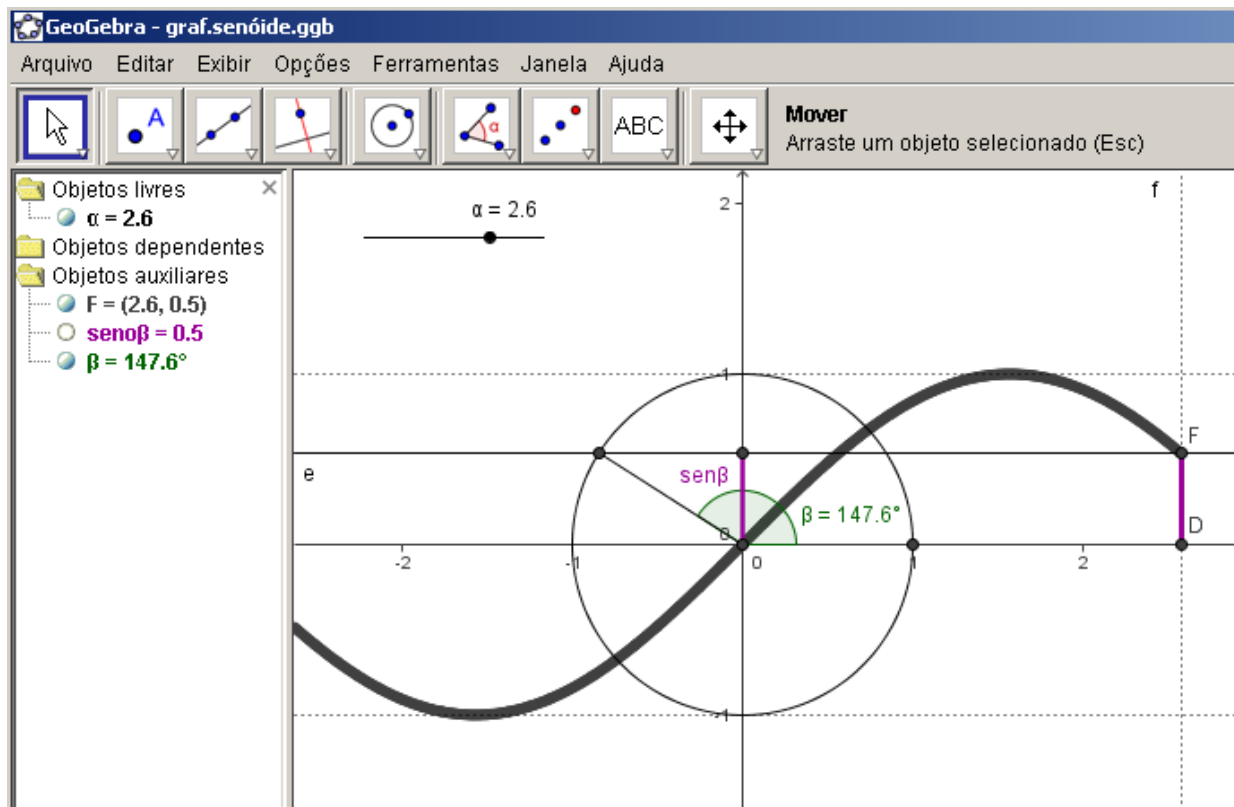 GeoGebra - graf.senóide.ggb
Arquivo Editar Exibir Opções Ferramentas Janela Ajuda
A
α
ABC
Mover
Arraste um objeto selecionado (Esc)
Objetos livres
α = 2.6
Objetos dependentes
Objetos auxiliares
F = (2.6, 0.5)
senoβ = 0.5
β = 147.6°
α = 2.6
2
f
1
F
e
senβ
β = 147.6°
0
D
-2 -1 0 1 2
-1